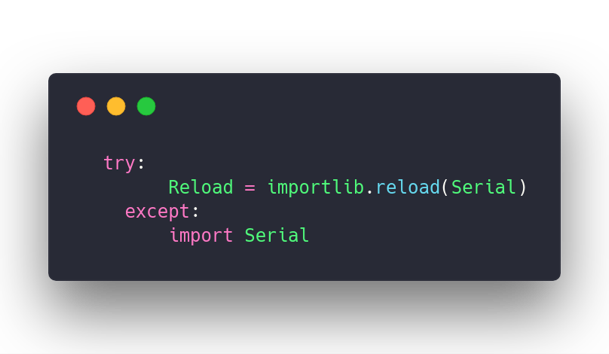 try:
      Reload = importlib.reload(Serial)
  except:
      import Serial